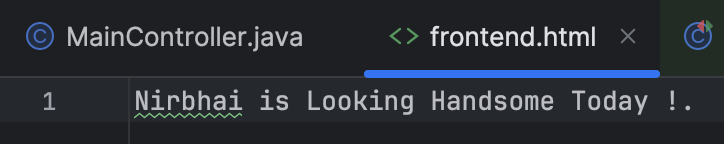 MainController.java
frontend.html
1 Nirbhai is Looking Handsome Today !.